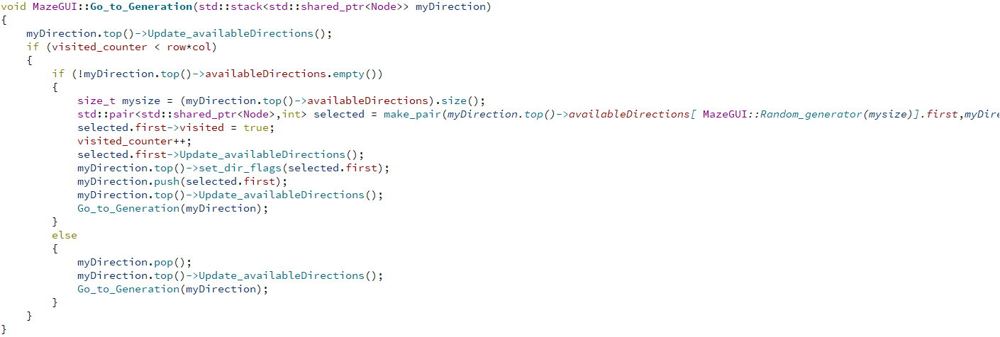 void MazeGUI::Go_to_Generation(std::stack<std::shared_ptr<Node>> myDirection)
{
    myDirection.top()->Update_availableDirections();
    if (visited_counter < row*col)
    {
        if (!myDirection.top()->availableDirections.empty())
        {
            size_t mysize = (myDirection.top()->availableDirections).size();
            std::pair<std::shared_ptr<Node>,int> selected = make_pair(myDirection.top()->availableDirections[ MazeGUI::Random_generator(mysize)].first,myDire
            selected.first->visited = true;
            visited_counter++;
            selected.first->Update_availableDirections();
            myDirection.top()->set_dir_flags(selected.first);
            myDirection.push(selected.first);
            myDirection.top()->Update_availableDirections();
            Go_to_Generation(myDirection);
        }
        else
        {
            myDirection.pop();
            myDirection.top()->Update_availableDirections();
            Go_to_Generation(myDirection);
        }
    }
}